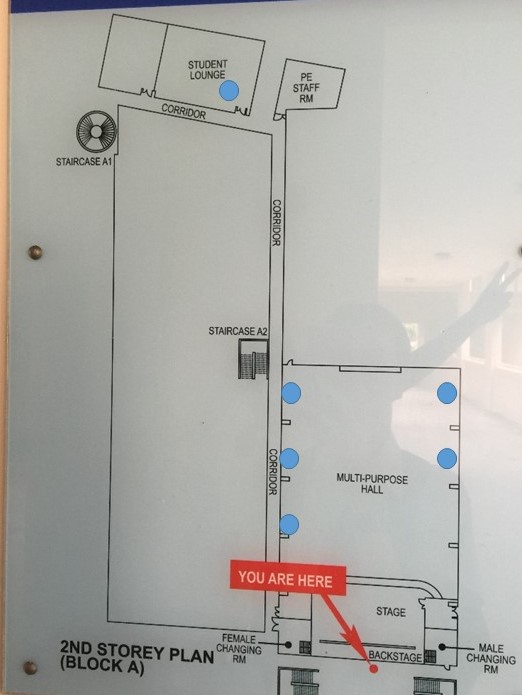 STUDENT
LOUNGE
PE
STAFF
RM
CORRIDOR
STAIRCASE A1
CORRIDOR
STAIRCASE A2
CORRIDOR
MULTI-PURPOSE
HALL
YOU ARE HERE
STAGE
FEMALE
CHANGING
RM
BACKSTAGE
MALE
CHANGING
RM
2ND STOREY PLAN
(BLOCK A)